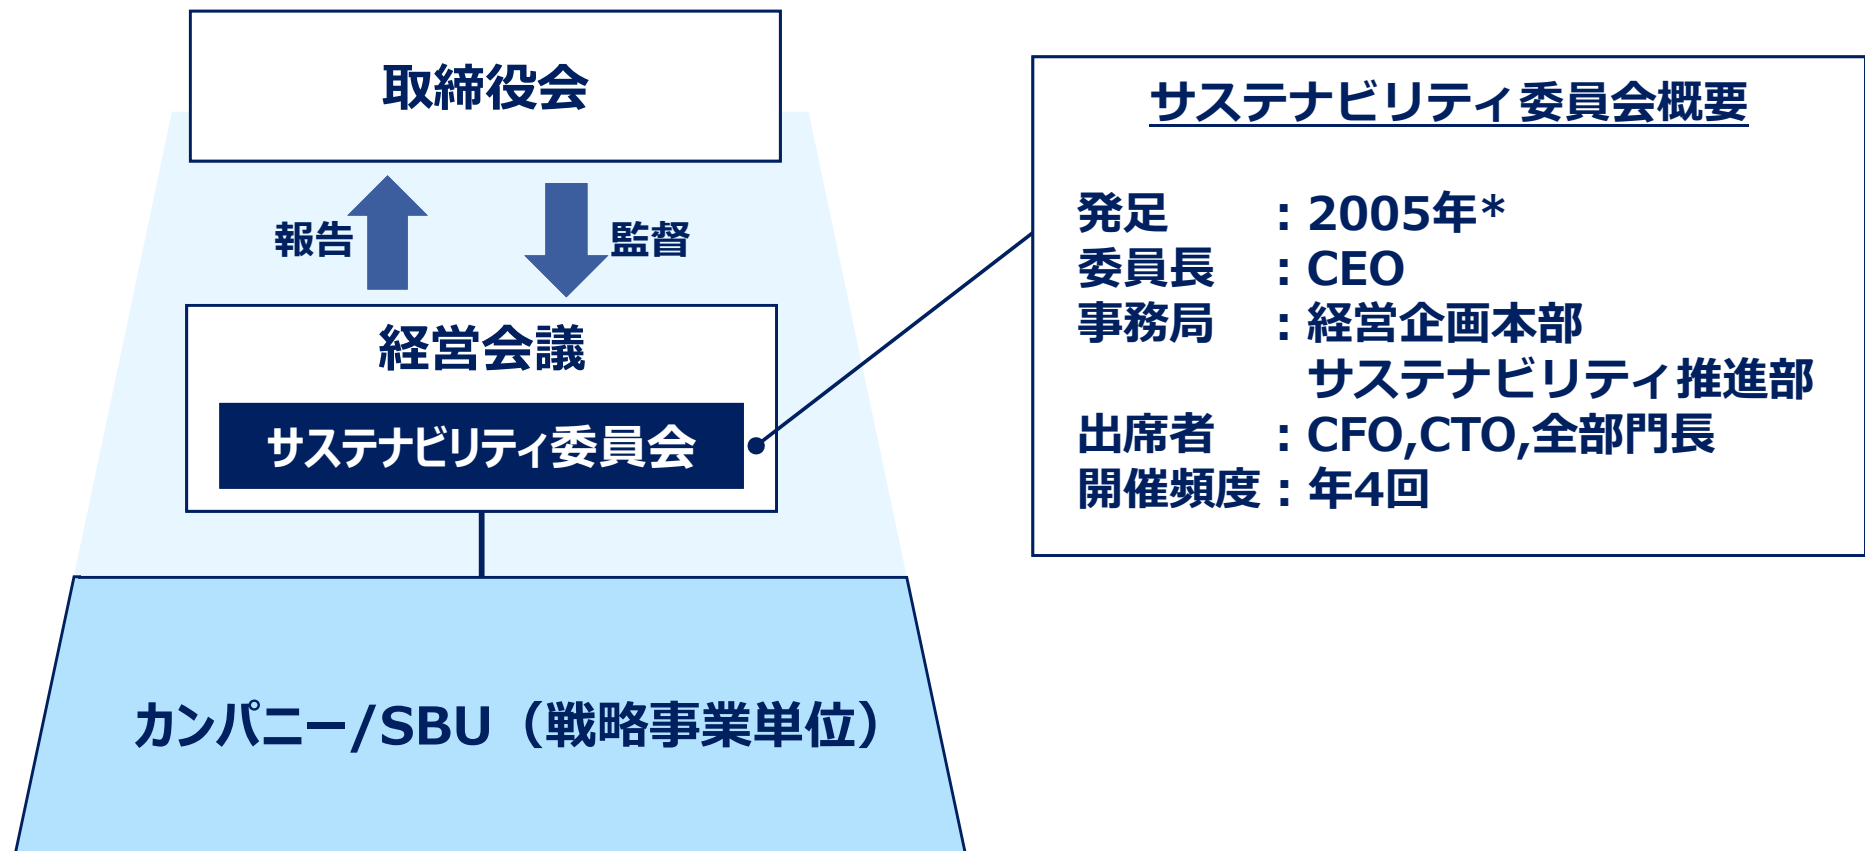 取締役会
報告
監督
経営会議
サステナビリティ委員会
カンパニー/SBU（戦略事業単位）
サステナビリティ委員会概要
発足　　：2005年*
委員長　：CEO
事務局　：経営企画本部
サステナビリティ推進部
出席者　：CFO,CTO,全部門長
開催頻度：年4回